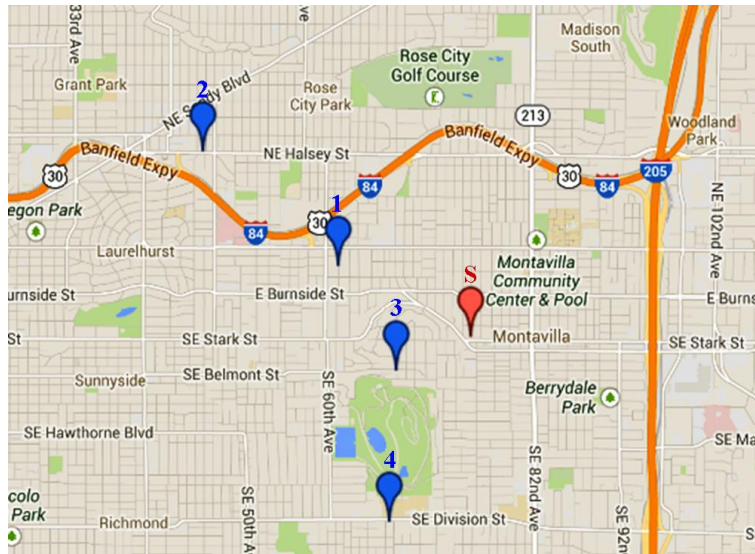 33rd Ave
ve
Grant Park
2
NE Sandy Blvd
Rose
City Park
Rose City
Golf Course
Madison
South
213
Woodland
Park
30
Banfield Expy
NE Halsey St
84
Banfield Expy
30
84
205
egon Park
84
30
1
NE 102nd Ave
Laurelhurst
Montavilla
Community
Center & Pool
urnside St
E Burnside St
S
E Burns
SE Stark St
3
Montavilla
SE Stark St
Sunnyside
SE Belmont St
SE 60th Ave
Berrydale
Park
SE Hawthorne Blvd
SE Ma
4
SE 50th A
SE 82nd Ave
SE 92n
colo
Park
Richmond
SE Division St
S